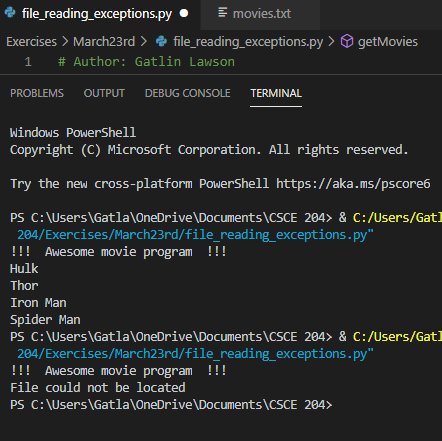 file_reading_exceptions.py movies.txt
Exercises > March23rd > file_reading_exceptions.py > getMovies
1 # Author: Gatlin Lawson
PROBLEMS OUTPUT DEBUG CONSOLE TERMINAL
Windows PowerShell
Copyright (C) Microsoft Corporation. All rights reserved.
Try the new cross-platform PowerShell https://aka.ms/pscore6
PS C:\Users\Gatla\OneDrive\Documents\CSCE 204> & C:/Users/Gatl
204/Exercises/March23rd/file_reading_exceptions.py"
!!! Awesome movie program !!!
Hulk
Thor
Iron Man
Spider Man
PS C:\Users\Gatla\OneDrive\Documents\CSCE 204> & C:/Users/Gatl
204/Exercises/March23rd/file_reading_exceptions.py"
!!! Awesome movie program !!!
File could not be located
PS C:\Users\Gatla\OneDrive\Documents\CSCE 204>